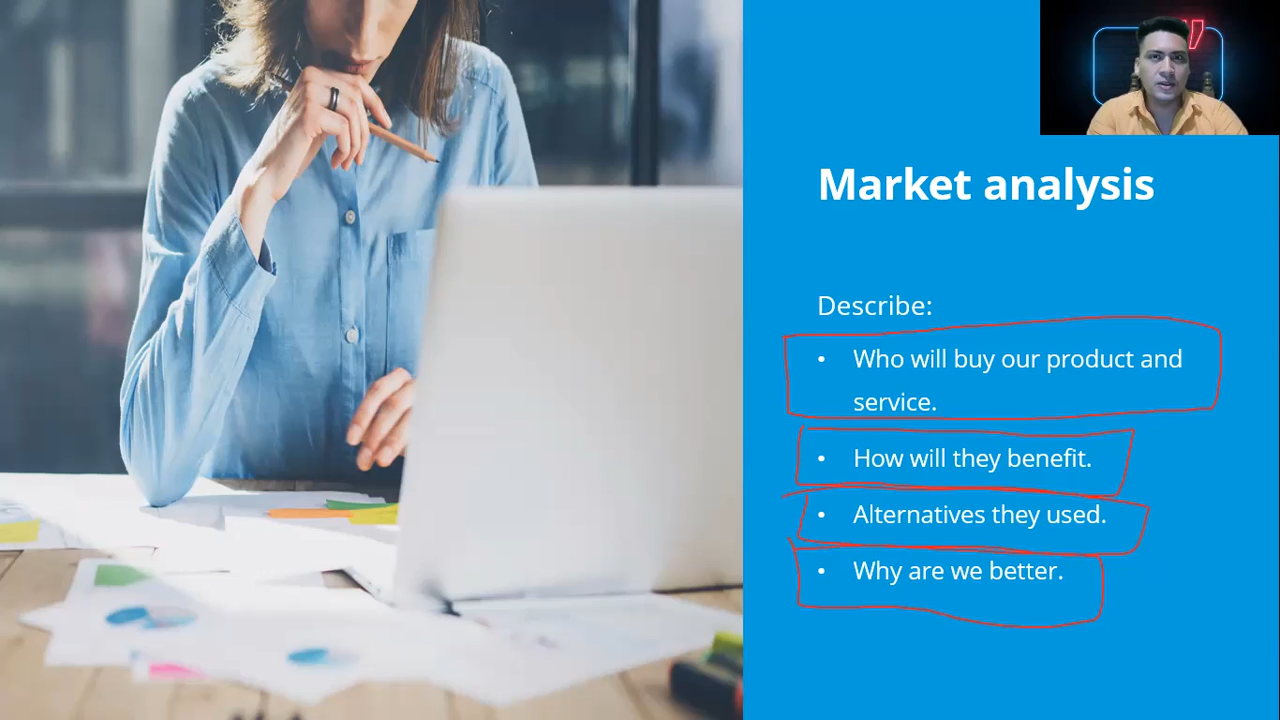 Market analysis
Describe:
• Who will buy our product and
service.
• How will they benefit.
• Alternatives they used.
• Why are we better.